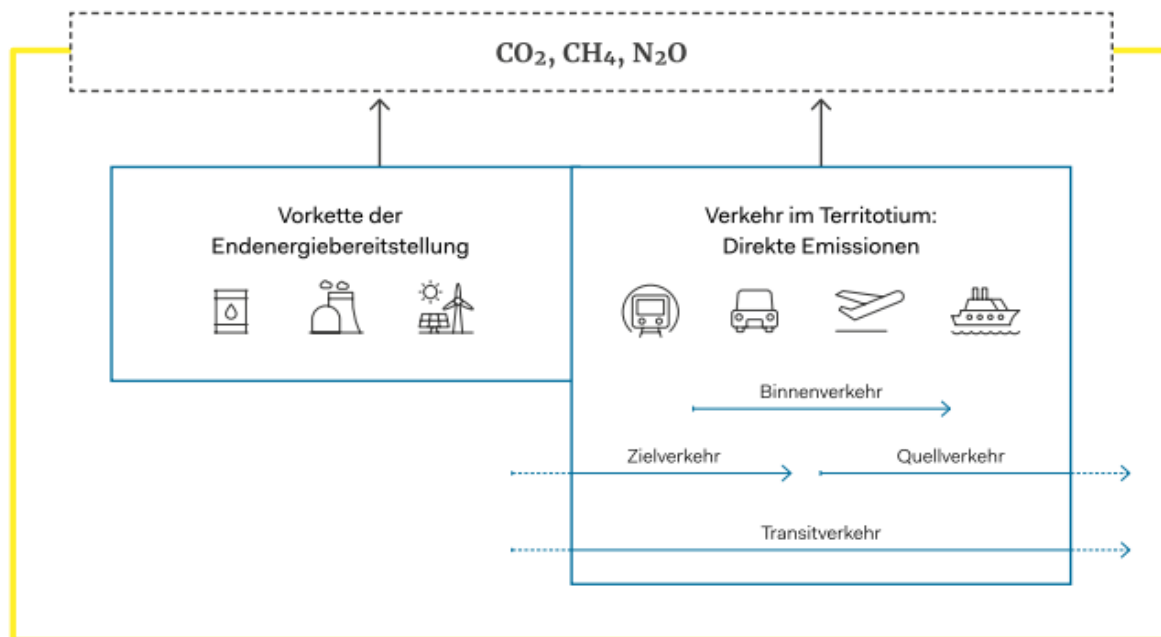 CO₂, CH₄, N₂O
Vorkette der
Endenergiebereitstellung
Verkehr im Territotium:
Direkte Emissionen
Binnenverkehr
Zielverkehr
Quellverkehr
Transitverkehr